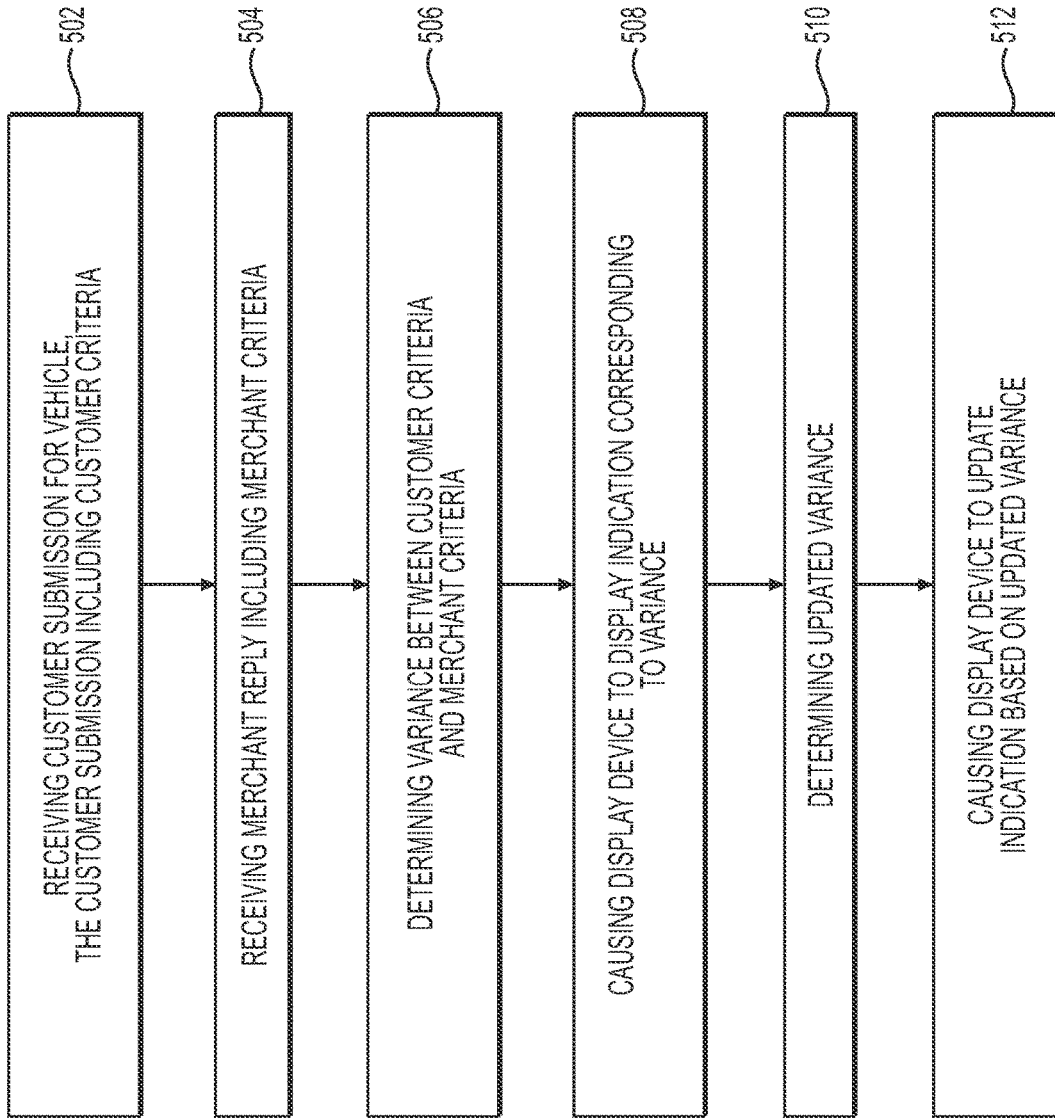 RECEIVING CUSTOMER SUBMISSION FOR VEHICLE,
THE CUSTOMER SUBMISSION INCLUDING CUSTOMER CRITERIA
502
RECEIVING MERCHANT REPLY INCLUDING MERCHANT CRITERIA
504
DETERMINING VARIANCE BETWEEN CUSTOMER CRITERIA
AND MERCHANT CRITERIA
506
CAUSING DISPLAY DEVICE TO DISPLAY INDICATION CORRESPONDING
TO VARIANCE
508
DETERMINING UPDATED VARIANCE
510
CAUSING DISPLAY DEVICE TO UPDATE
INDICATION BASED ON UPDATED VARIANCE
512